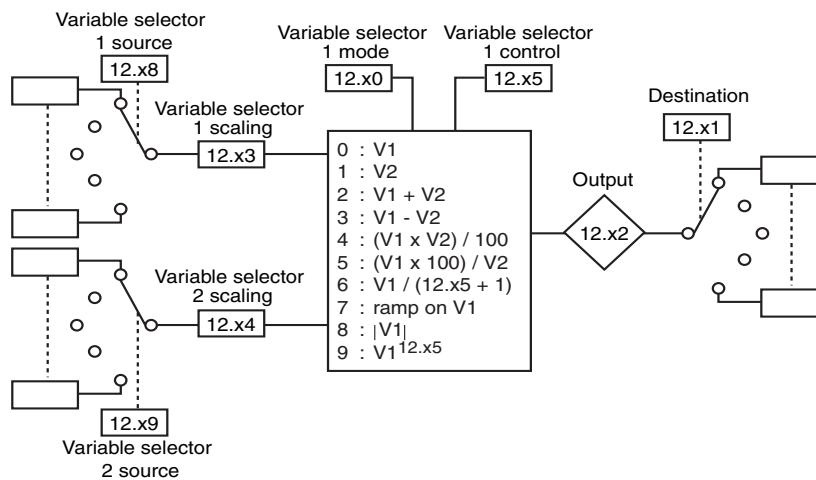 Variable selector
1 source
12.x8
Variable selector
1 scaling
12.x3
Variable selector
1 mode
12.x0
Variable selector
1 control
12.x5
0 : V1
1 : V2
2 : V1 + V2
3 : V1 - V2
4 : (V1 x V2) / 100
5 : (V1 x 100) / V2
6 : V1 / (12.x5 + 1)
7 : ramp on V1
8 : |V1|
9 : V1^12.x5
Output
12.x2
Destination
12.x1
Variable selector
2 scaling
12.x4
12.x9
Variable selector
2 source